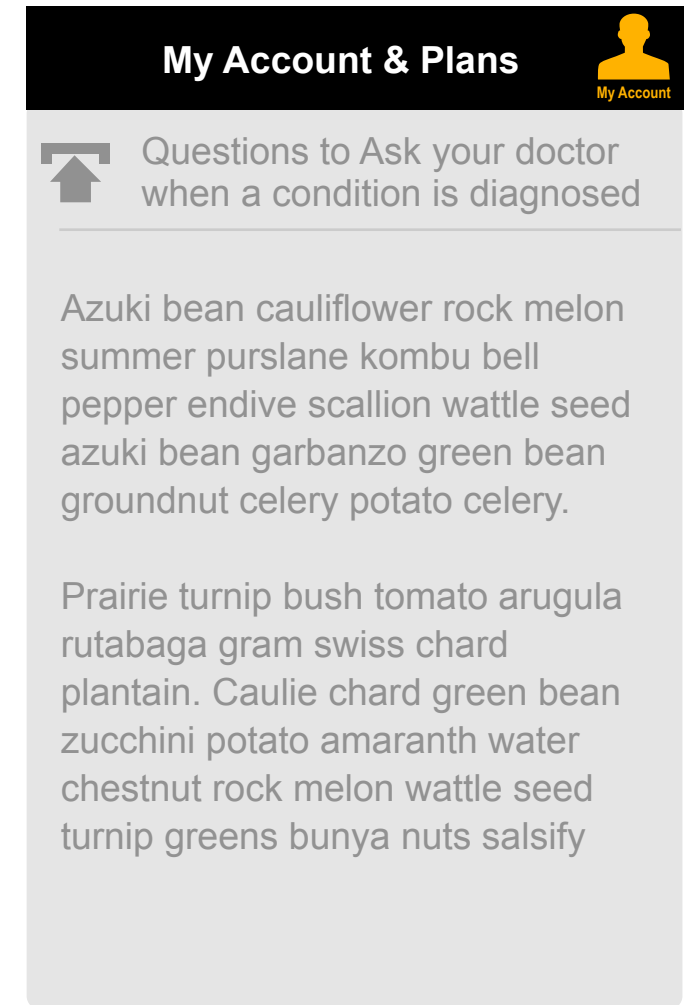 My Account & Plans
My Account
Questions to Ask your doctor
when a condition is diagnosed
Azuki bean cauliflower rock melon
summer purslane kombu bell
pepper endive scallion wattle seed
azuki bean garbanzo green bean
groundnut celery potato celery.
Prairie turnip bush tomato arugula
rutabaga gram swiss chard
plantain. Caulie chard green bean
zucchini potato amaranth water
chestnut rock melon wattle seed
turnip greens bunya nuts salsify